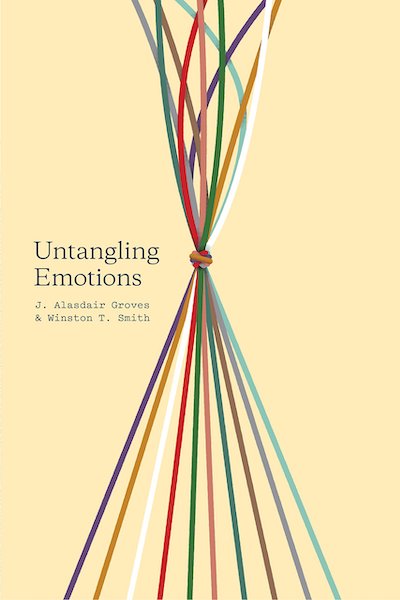 Untangling
Emotions
J. Alasdair Groves
& Winston T. Smith